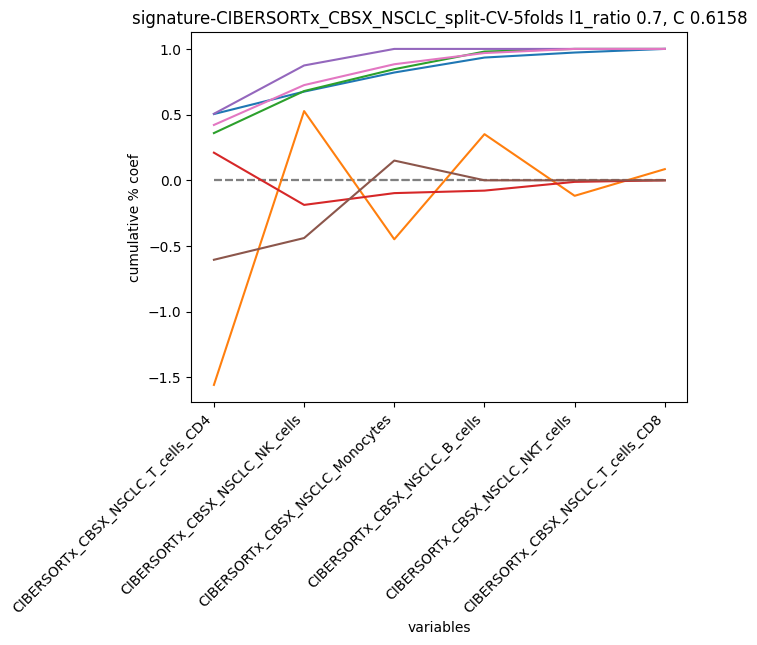 signature-CIBERSORTx_CBSX_NSCLC_split-CV-5folds l1_ratio 0.7, C 0.6158
1.0
0.5
0.0
−0.5
−1.0
−1.5
cumulative % coef
CIBERSORTx_CBSX_NSCLC_T_cells_CD4
CIBERSORTx_CBSX_NSCLC_NK_cells
CIBERSORTx_CBSX_NSCLC_Monocytes
CIBERSORTx_CBSX_NSCLC_B_cells
CIBERSORTx_CBSX_NSCLC_NKT_cells
CIBERSORTx_CBSX_NSCLC_T_cells_CD8
variables